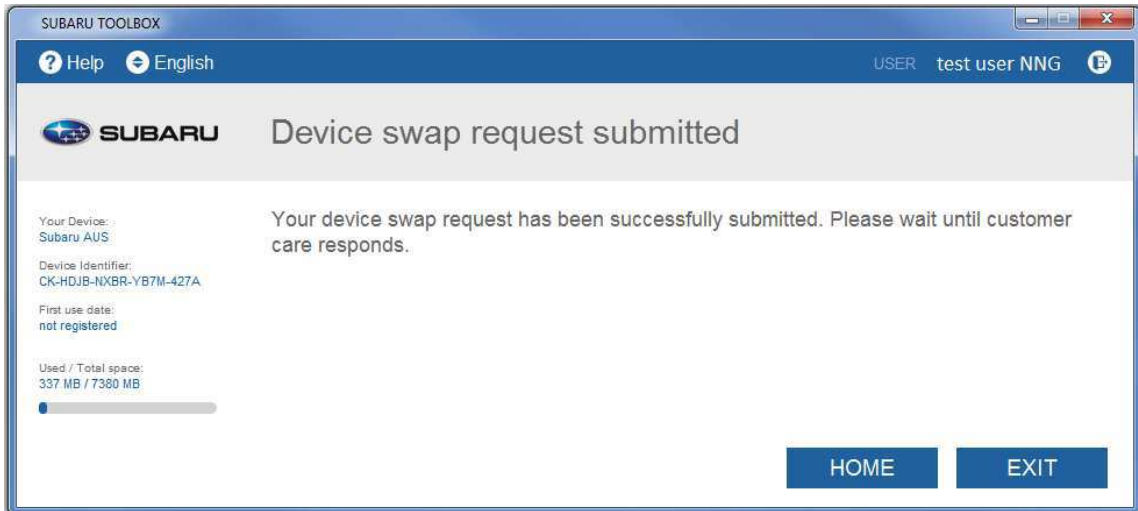 SUBARU TOOLBOX
? Help English
USER test user NNG
SUBARU
Device swap request submitted
Your Device:
Subaru AUS
Device Identifier:
CK-HDJB-NXBR-YB7M-427A
First use date:
not registered
Used / Total space:
337 MB / 7380 MB
Your device swap request has been successfully submitted. Please wait until customer
care responds.
HOME
EXIT